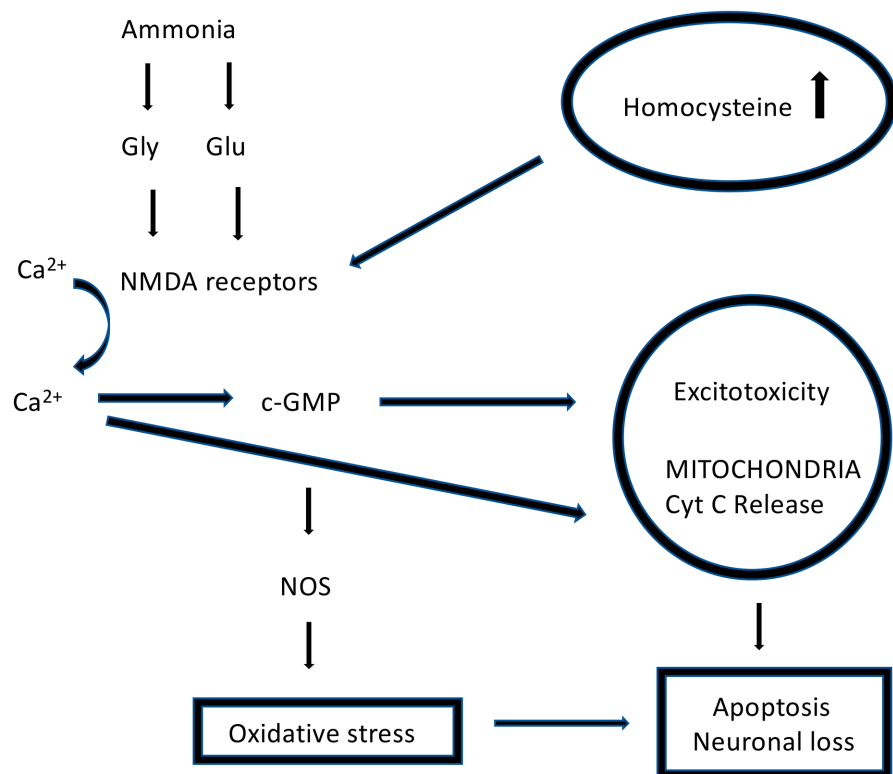 Ammonia
Homocysteine
Gly Glu
Ca²⁺
NMDA receptors
Ca²⁺
c-GMP
Excitotoxicity
MITOCHONDRIA
Cyt C Release
NOS
Oxidative stress
Apoptosis
Neuronal loss